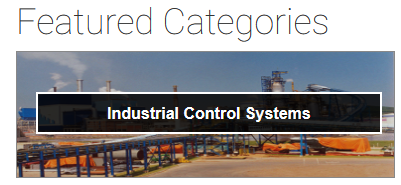 Featured Categories
Industrial Control Systems